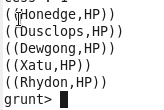 ((Honedge,HP))
((Dusclops,HP))
((Dewgong,HP))
((Xatu,HP))
((Rhydon,HP))
grunt>